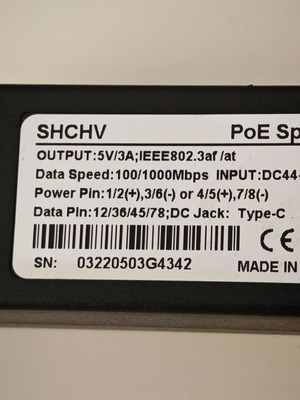 SHCHV PoE Sp
OUTPUT:5V/3A;IEEE802.3af /at
Data Speed:100/1000Mbps INPUT:DC44-
Power Pin:1/2(+),3/6(-) or 4/5(+),7/8(-)
Data Pin:12/36/45/78;DC Jack: Type-C
CE
SN: 03220503G4342 MADE IN